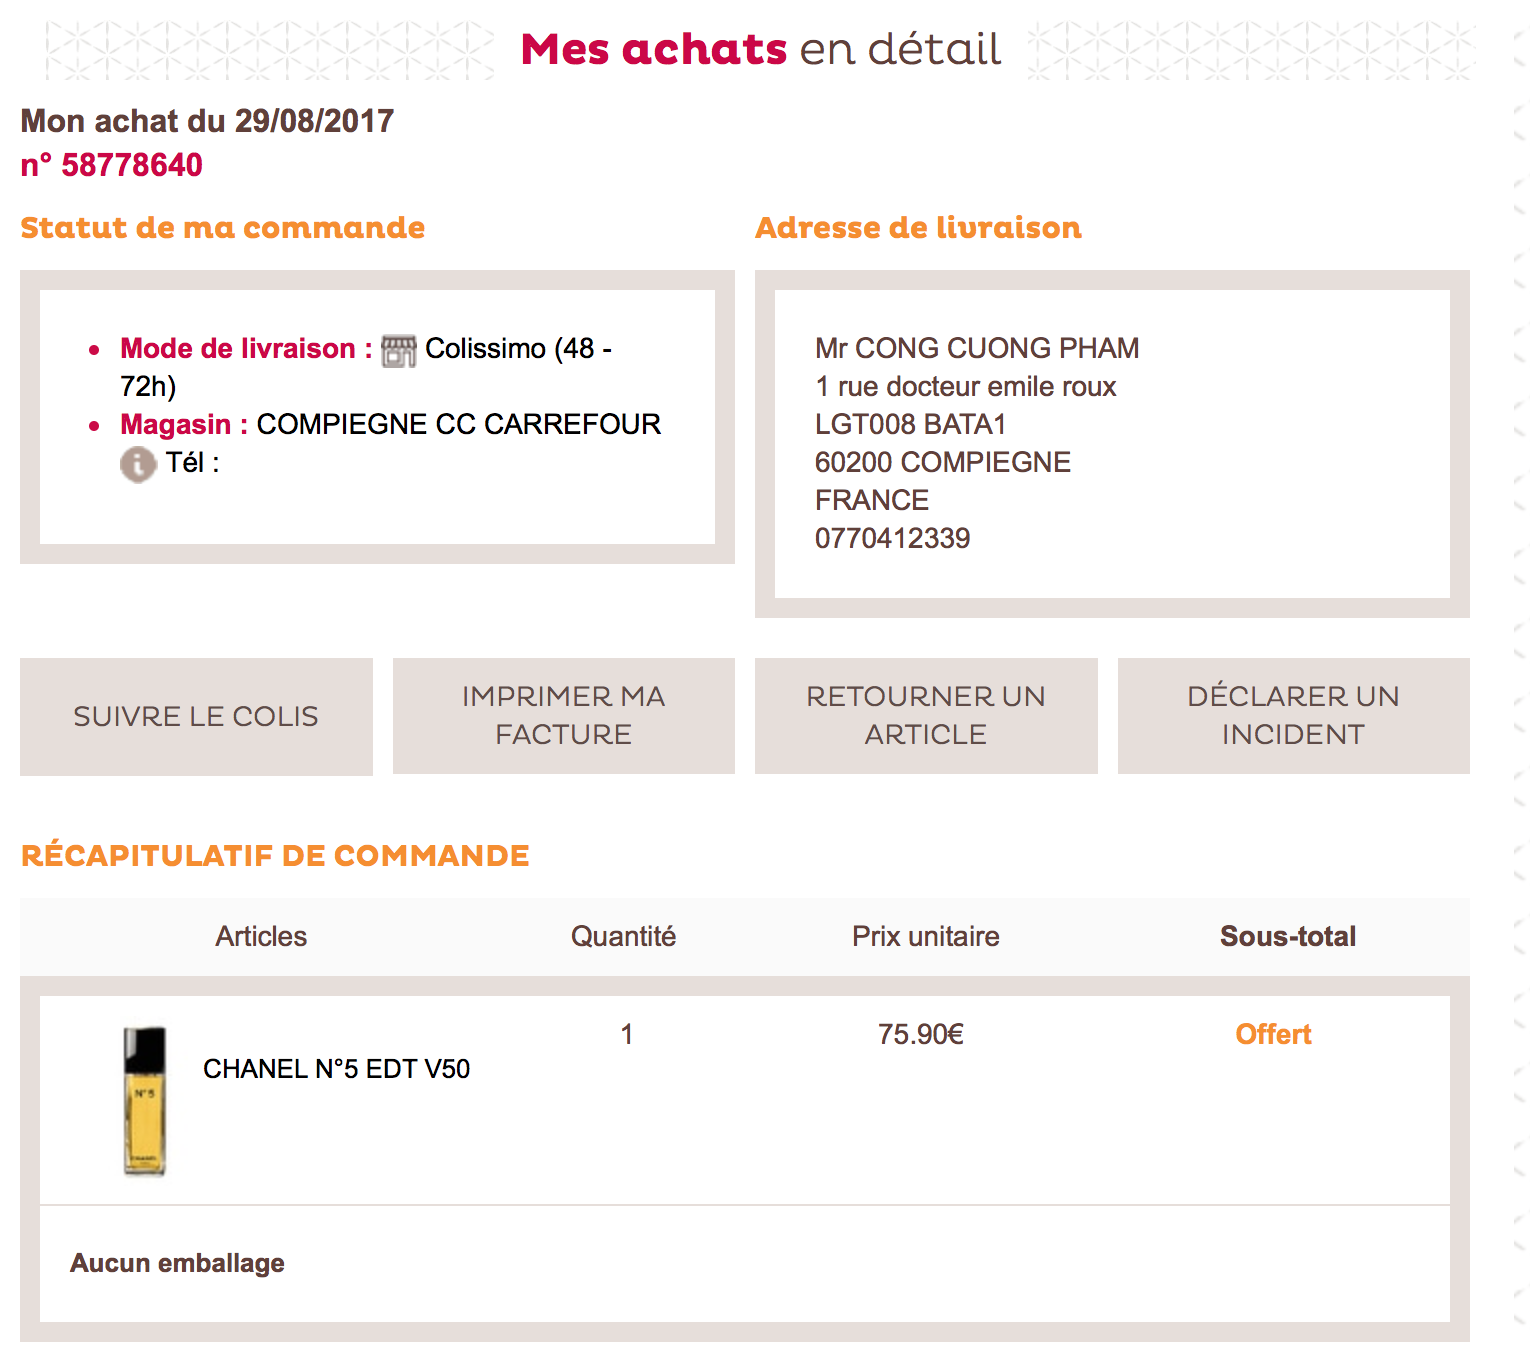 Mes achats en détail
Mon achat du 29/08/2017
n° 58778640
Statut de ma commande
Mode de livraison : Colissimo (48 -
72h)
Magasin : COMPIEGNE CC CARREFOUR
Tél :
Adresse de livraison
Mr CONG CUONG PHAM
1 rue docteur emile roux
LGT008 BATA1
60200 COMPIEGNE
FRANCE
0770412339
SUIVRE LE COLIS
IMPRIMER MA
FACTURE
RETOURNER UN
ARTICLE
DÉCLARER UN
INCIDENT
RÉCAPITULATIF DE COMMANDE
Articles Quantité Prix unitaire Sous-total
N°5
CHANEL
CHANEL N°5 EDT V50 1 75.90€ Offert
Aucun emballage